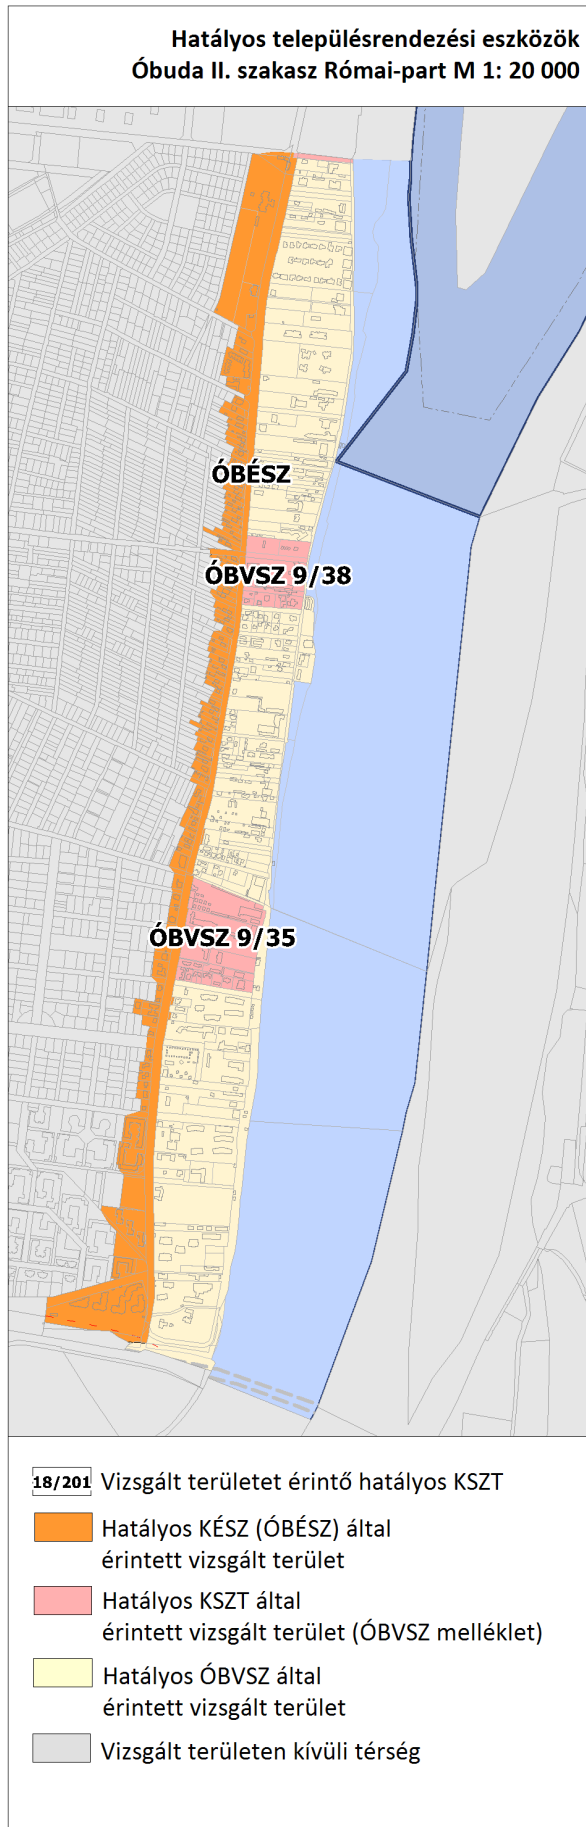 Hatályos településrendezési eszközök
Óbuda II. szakasz Római-part M 1: 20 000
ÓBÉSZ
ÓBVSZ 9/38
ÓBVSZ 9/35
18/201 Vizsgált területet érintő hatályos KSZT
Hatályos KÉSZ (ÓBÉSZ) által
érintett vizsgált terület
Hatályos KSZT által
érintett vizsgált terület (ÓBVSZ melléklet)
Hatályos ÓBVSZ által
érintett vizsgált terület
Vizsgált területen kívüli térség